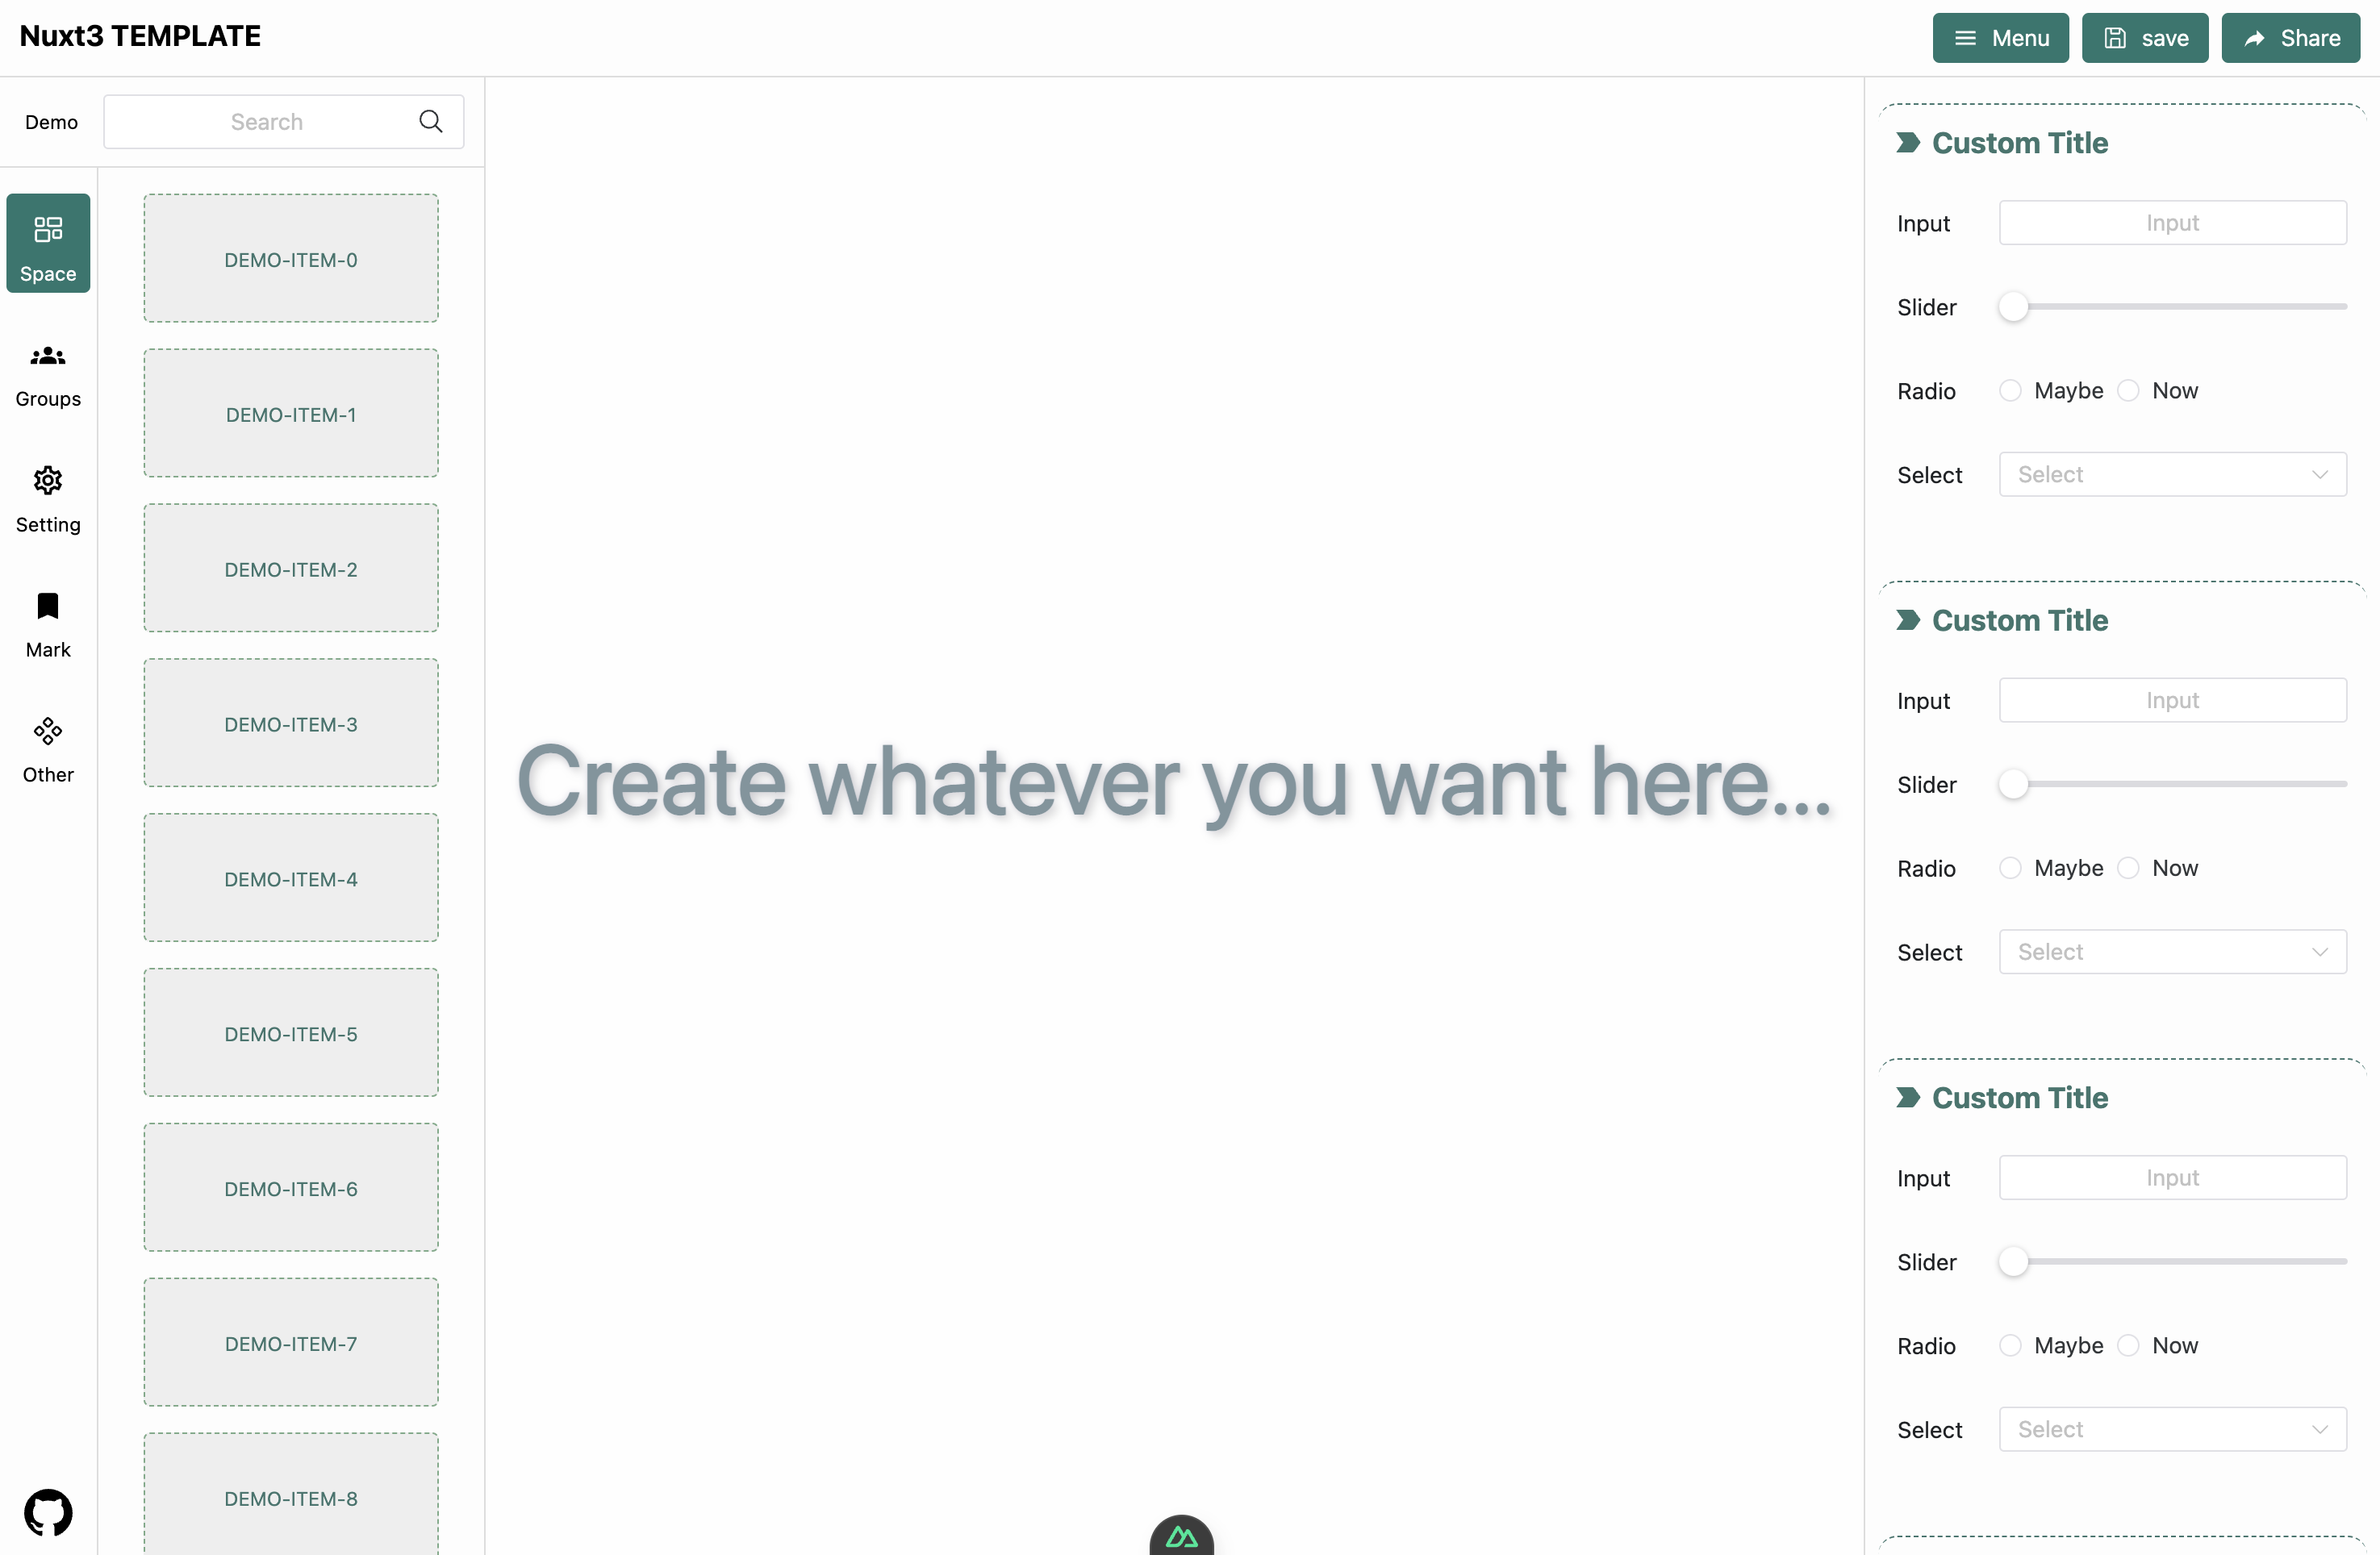 Nuxt3 TEMPLATE
Menu
save
Share
Demo
Search
Space
Groups
Setting
Mark
Other
DEMO-ITEM-0
DEMO-ITEM-1
DEMO-ITEM-2
DEMO-ITEM-3
DEMO-ITEM-4
DEMO-ITEM-5
DEMO-ITEM-6
DEMO-ITEM-7
DEMO-ITEM-8
Create whatever you want here...
Custom Title
Input Input
Slider
Radio Maybe Now
Select Select
Custom Title
Input Input
Slider
Radio Maybe Now
Select Select
Custom Title
Input Input
Slider
Radio Maybe Now
Select Select